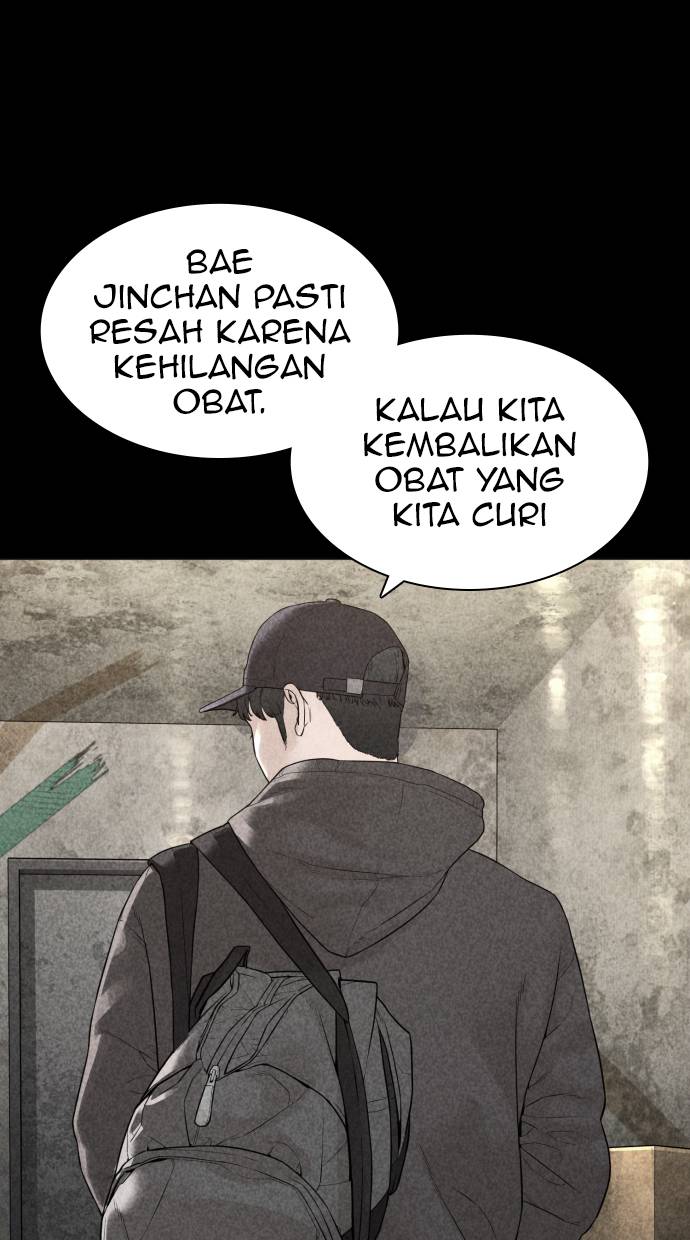 BAE
JINCHAN PASTI
RESAH KARENA
KEHILANGAN
OBAT.
KALAU KITA
KEMBALIKAN
OBAT YANG
KITA CURI